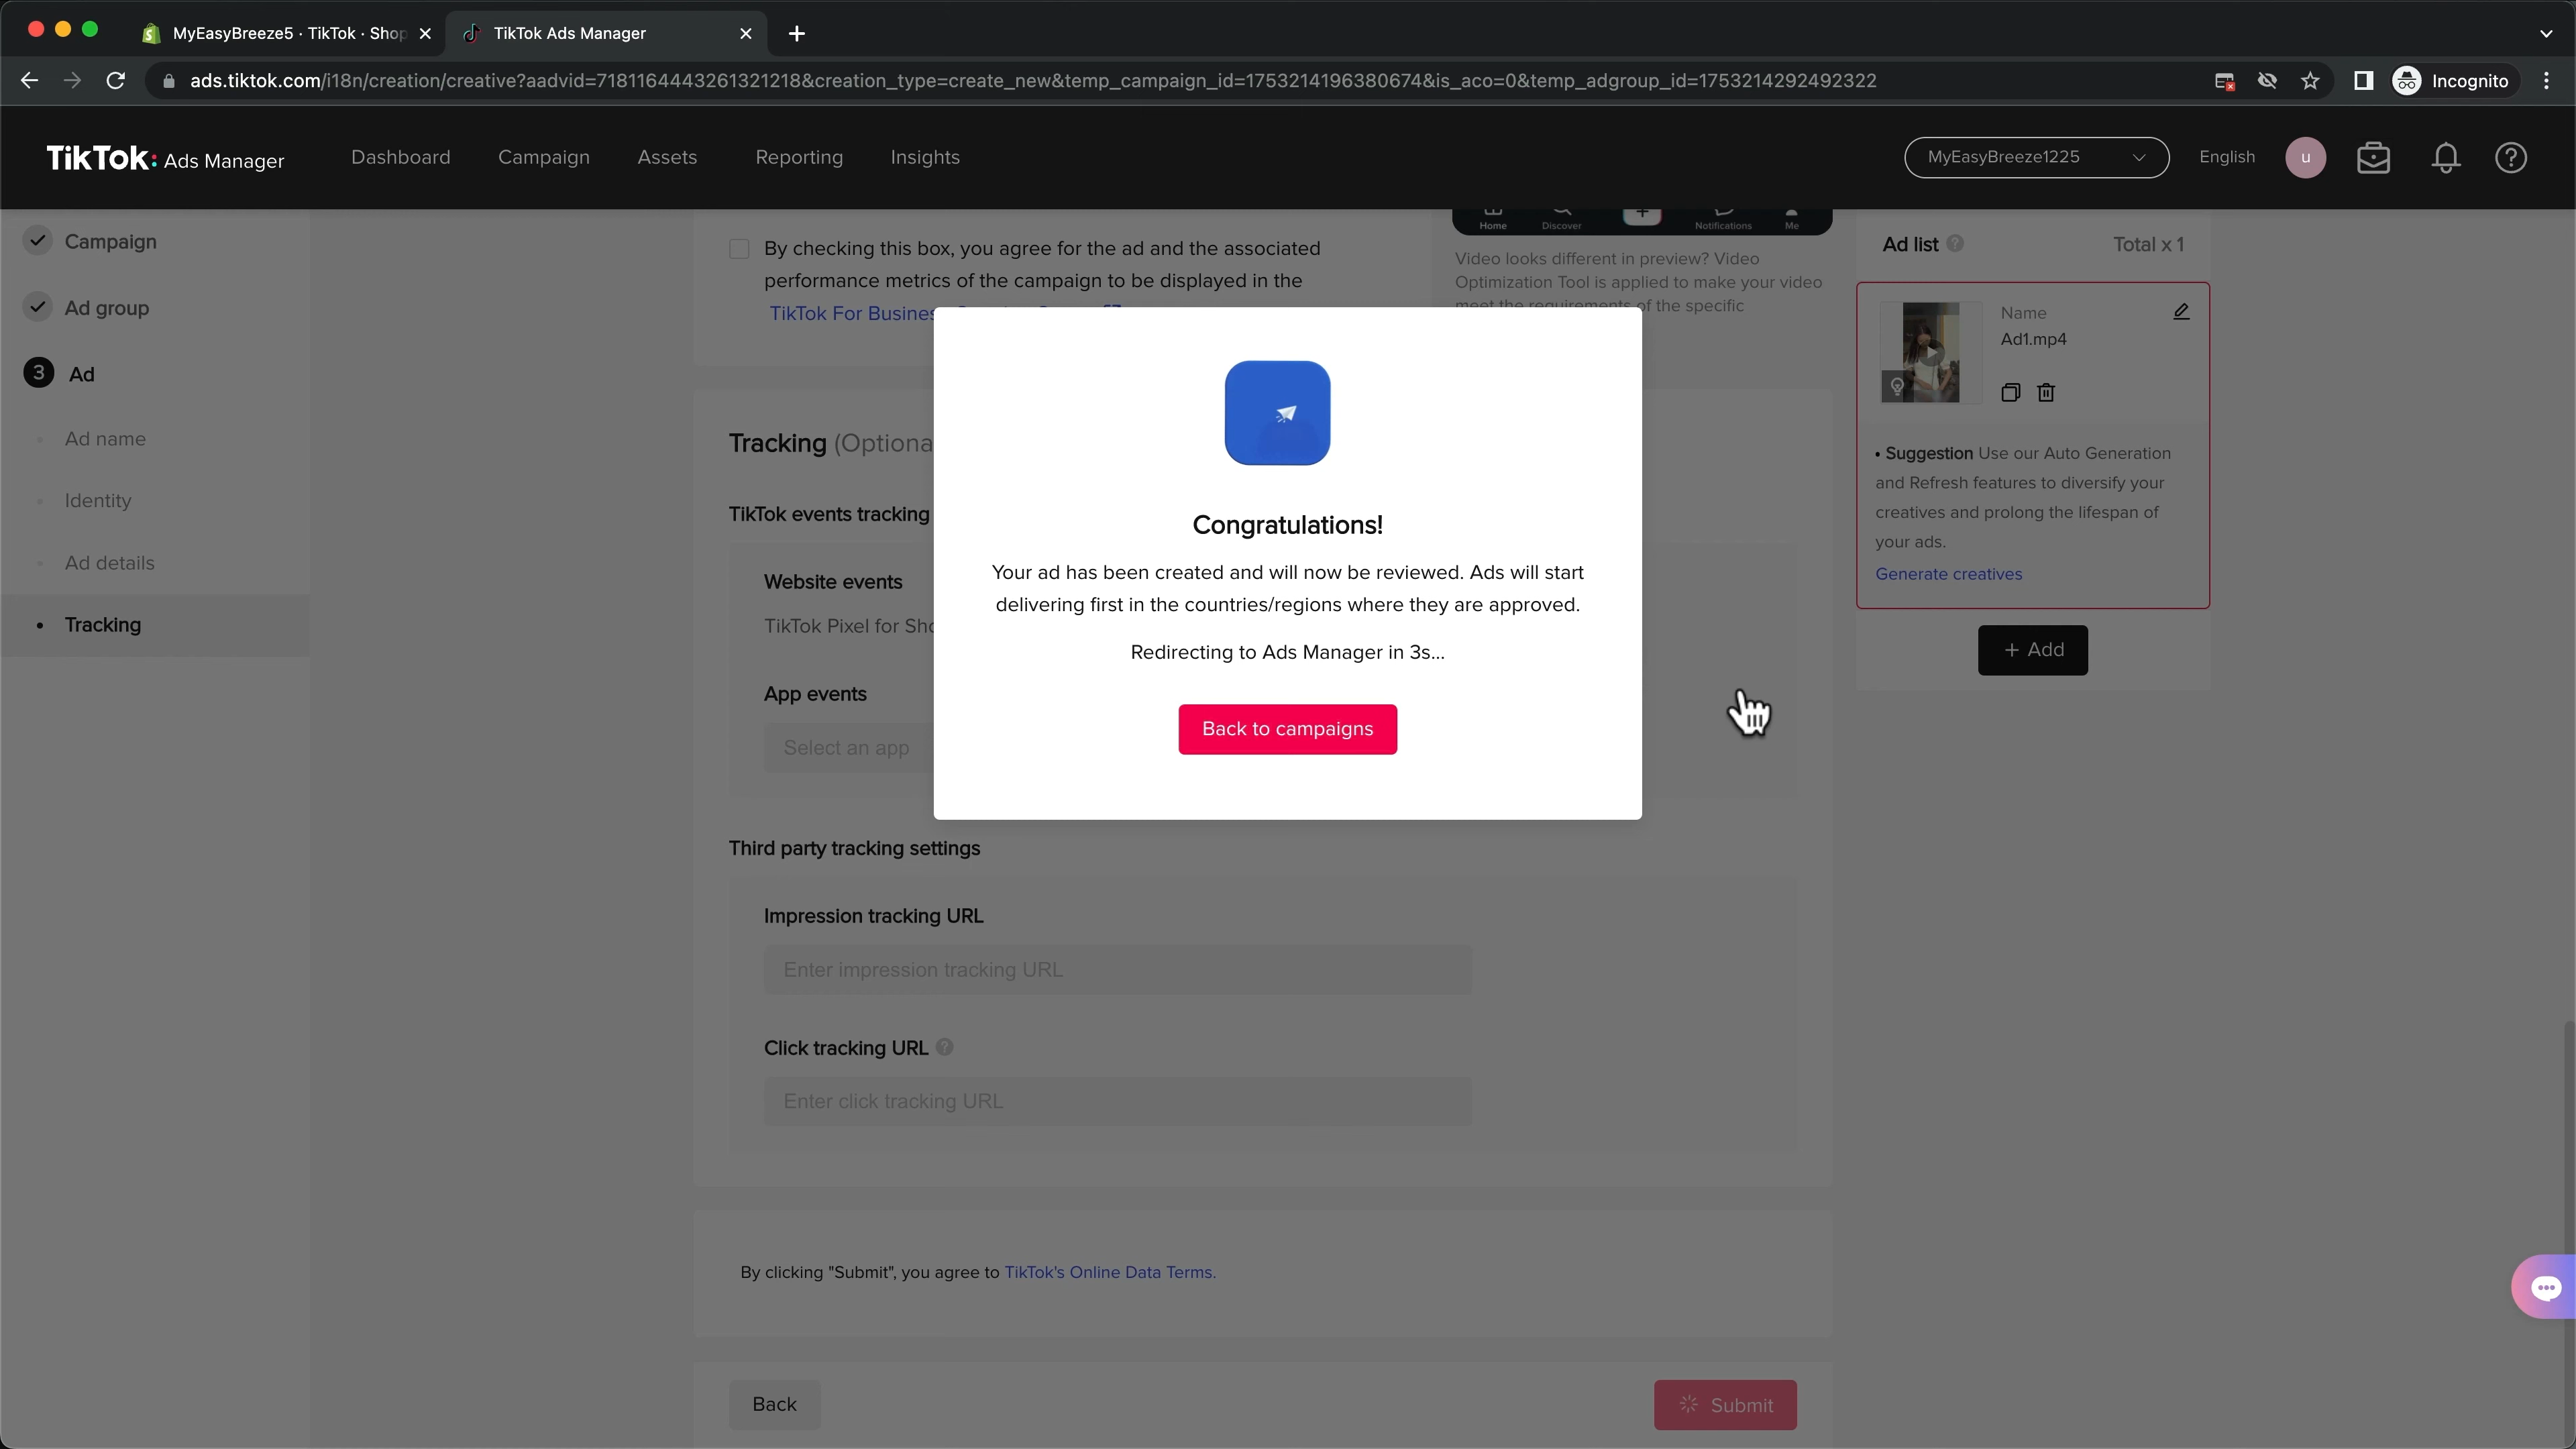 MyEasyBreeze5 · TikTok · Shop
TikTok Ads Manager
ads.tiktok.com/i18n/creation/creative?aadvid=7181164443261321218&creation_type=create_new&temp_campaign_id=1753214196380674&is_aco=0&temp_adgroup_id=1753214292492322
Incognito
TikTok: Ads Manager
Dashboard
Campaign
Assets
Reporting
Insights
MyEasyBreeze1225
English
u
Campaign
Ad group
3 Ad
Ad name
Identity
Ad details
Tracking
By checking this box, you agree for the ad and the associated
performance metrics of the campaign to be displayed in the
TikTok For Business
Home
Discover
Notifications
Me
Video looks different in preview? Video
Optimization Tool is applied to make your video
meet the requirements of the specific
Tracking (Optiona
TikTok events tracking
Website events
TikTok Pixel for Sho
App events
Select an app
Congratulations!
Your ad has been created and will now be reviewed. Ads will start
delivering first in the countries/regions where they are approved.
Redirecting to Ads Manager in 3s...
Back to campaigns
Third party tracking settings
Impression tracking URL
Enter impression tracking URL
Click tracking URL
Enter click tracking URL
By clicking "Submit", you agree to TikTok's Online Data Terms.
Back
Submit
Ad list
Total x 1
Name
Ad1.mp4
• Suggestion Use our Auto Generation
and Refresh features to diversify your
creatives and prolong the lifespan of
your ads.
Generate creatives
+ Add